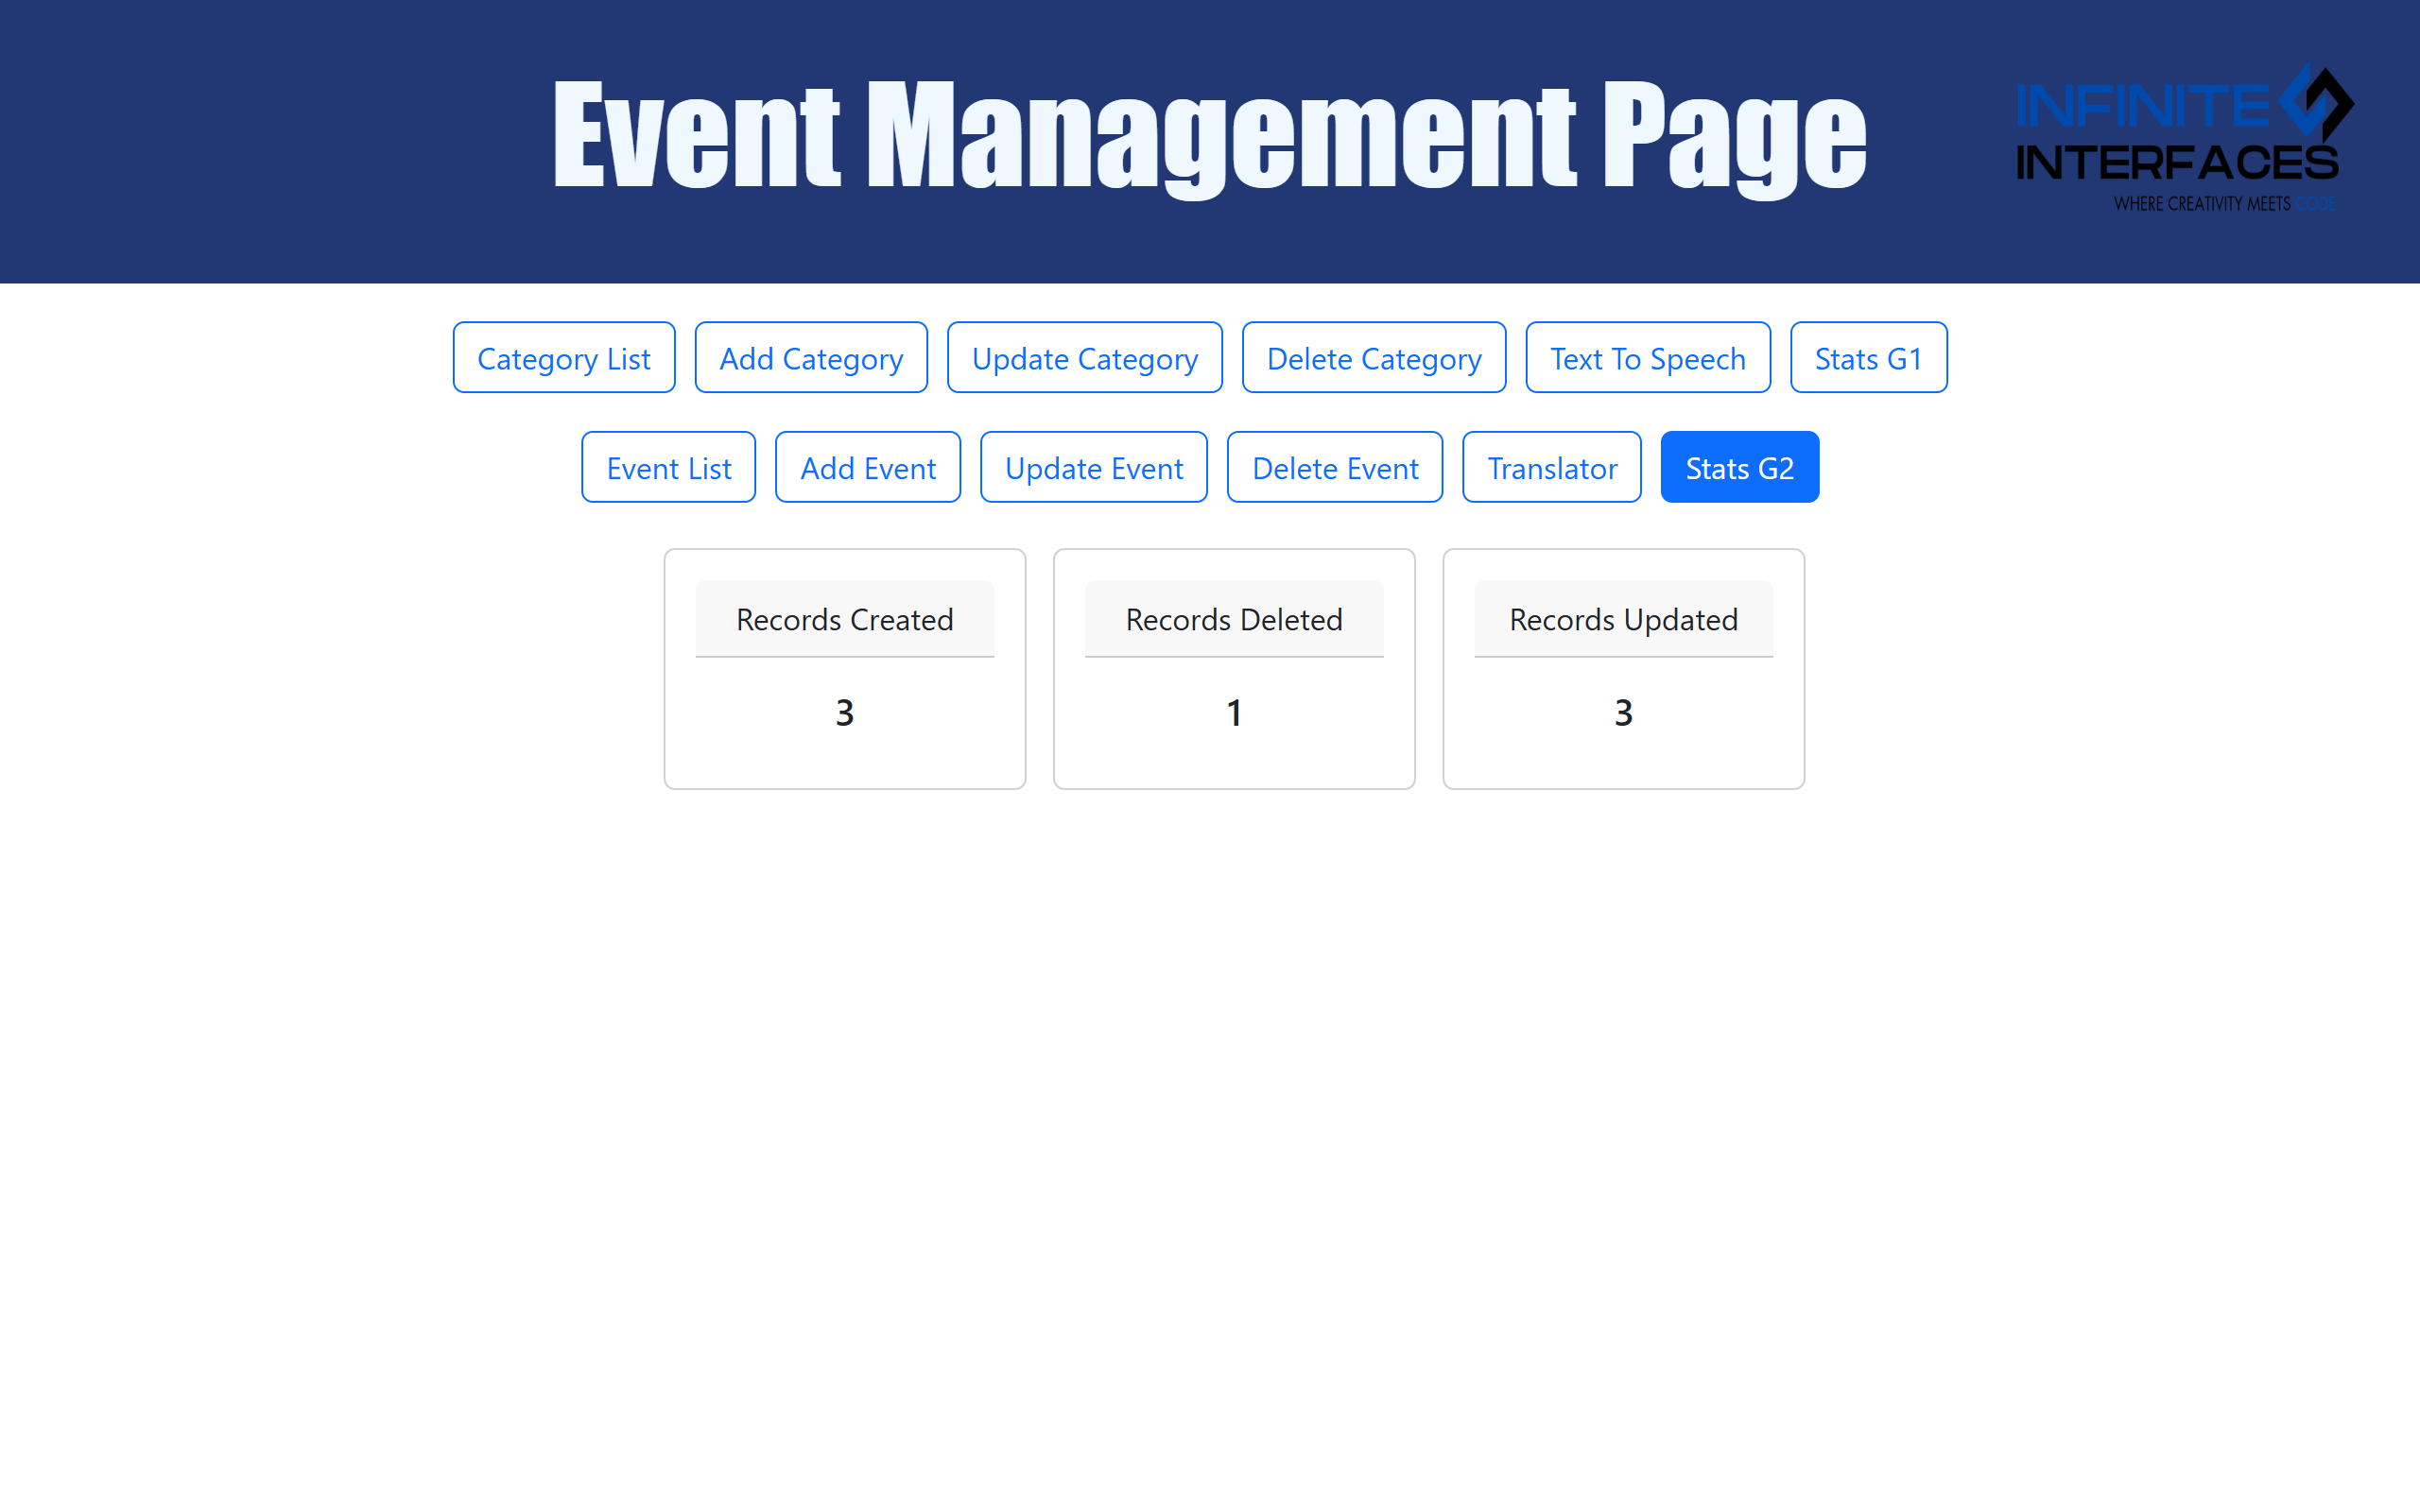 Event Management Page
INFINITE
INTERFACES
WHERE CREATIVITY MEETS CODE
Category List Add Category Update Category Delete Category Text To Speech Stats G1
Event List Add Event Update Event Delete Event Translator Stats G2
Records Created Records Deleted Records Updated
3 1 3